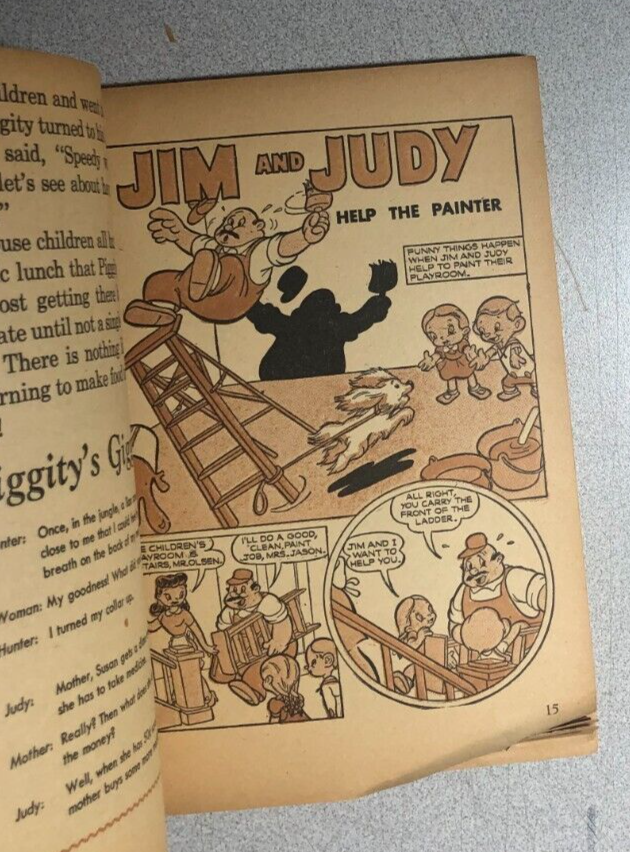 ldren and went
gity turned to
said, "Speedy
let's see about
"
use children all
c lunch that
ost getting there
ate until not a
There is nothing
rning to make
!
iggity's
nter: Once, in the jungle, a
close to me that I could
breath on the back of
Woman: My goodness! What did
Hunter: I turned my collar up.
Judy: Mother, Susan gets a
she has to take medicine.
Mother: Really? Then what does
the money?
Judy: Well, when she has
mother buys some more
JIM AND JUDY
HELP THE PAINTER
FUNNY THINGS HAPPEN
WHEN JIM AND JUDY
HELP TO PAINT THEIR
PLAYROOM.
E CHILDREN'S
AYROOM IS
TAIRS, MR. OLSEN.
I'LL DO A GOOD,
CLEAN, PAINT
JOB, MRS. JASON.
ALL RIGHT,
YOU CARRY THE
FRONT OF THE
LADDER.
JIM AND I
WANT TO
HELP YOU.
15